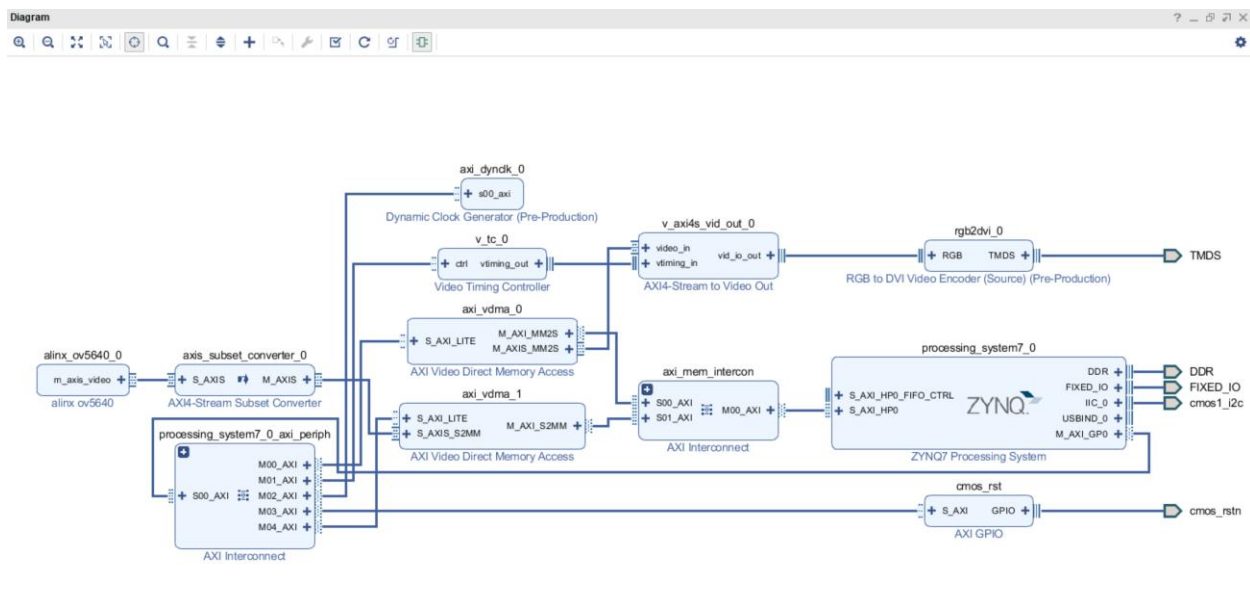 Diagram
? _
axi_dynclk_0
s00_axi
Dynamic Clock Generator (Pre-Production)
v_tc_0
ctrl vtiming_out
Video Timing Controller
v_axi4s_vid_out_0
video_in
vtiming_in
vid_io_out
AXI4-Stream to Video Out
rgb2dvi_0
RGB TMDS
RGB to DVI Video Encoder (Source) (Pre-Production)
TMDS
axi_vdma_0
S_AXI_LITE
M_AXI_MM2S
M_AXIS_MM2S
AXI Video Direct Memory Access
alinx_ov5640_0
m_axis_video
alinx ov5640
axis_subset_converter_0
S_AXIS M_AXIS
AXI4-Stream Subset Converter
axi_vdma_1
S_AXI_LITE
S_AXIS_S2MM
M_AXI_S2MM
AXI Video Direct Memory Access
axi_mem_intercon
S00_AXI
S01_AXI
M00_AXI
AXI Interconnect
processing_system7_0
S_AXI_HP0_FIFO_CTRL
S_AXI_HP0
ZYNQ
DDR
FIXED_IO
IIC_0
USBIND_0
M_AXI_GP0
ZYNQ7 Processing System
DDR
FIXED_IO
cmos1_i2c
processing_system7_0_axi_periph
S00_AXI
M00_AXI
M01_AXI
M02_AXI
M03_AXI
M04_AXI
AXI Interconnect
cmos_rst
S_AXI GPIO
AXI GPIO
cmos_rstn